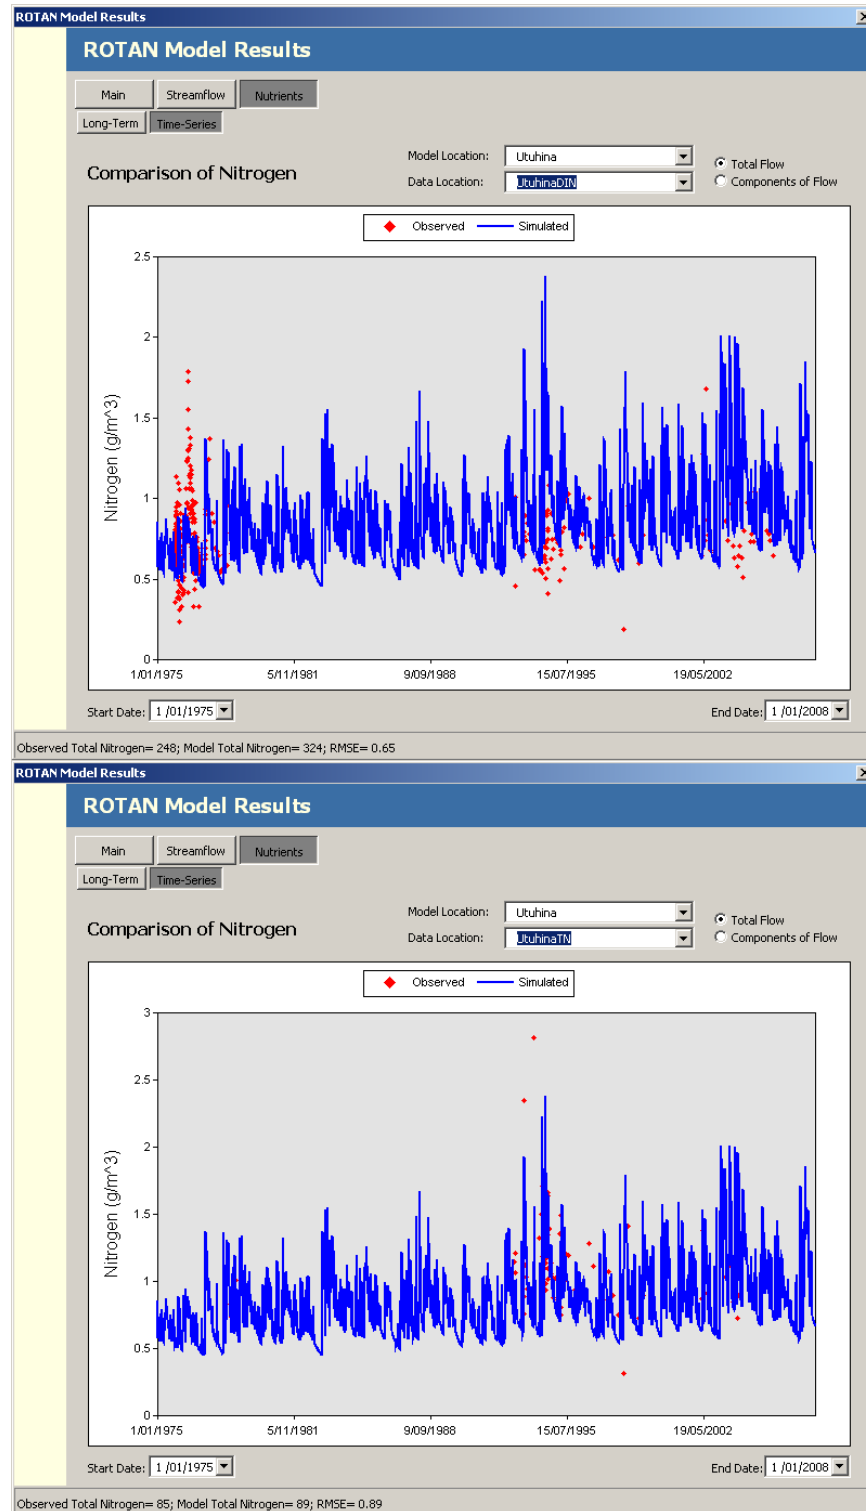 ROTAN Model Results
ROTAN Model Results
Main Streamflow Nutrients
Long-Term Time-Series
Comparison of Nitrogen
Model Location: Utuhina
Data Location: UtuhinaDIN
Total Flow
Components of Flow
Observed Simulated
Nitrogen (g/m^3)
2.5
2
1.5
1
0.5
0
1/01/1975 5/11/1981 9/09/1988 15/07/1995 19/05/2002
Start Date: 1 /01/1975 End Date: 1 /01/2008
Observed Total Nitrogen= 248; Model Total Nitrogen= 324; RMSE= 0.65
ROTAN Model Results
ROTAN Model Results
Main Streamflow Nutrients
Long-Term Time-Series
Comparison of Nitrogen
Model Location: Utuhina
Data Location: UtuhinaTN
Total Flow
Components of Flow
Observed Simulated
Nitrogen (g/m^3)
3
2.5
2
1.5
1
0.5
0
1/01/1975 5/11/1981 9/09/1988 15/07/1995 19/05/2002
Start Date: 1 /01/1975 End Date: 1 /01/2008
Observed Total Nitrogen= 85; Model Total Nitrogen= 89; RMSE= 0.89